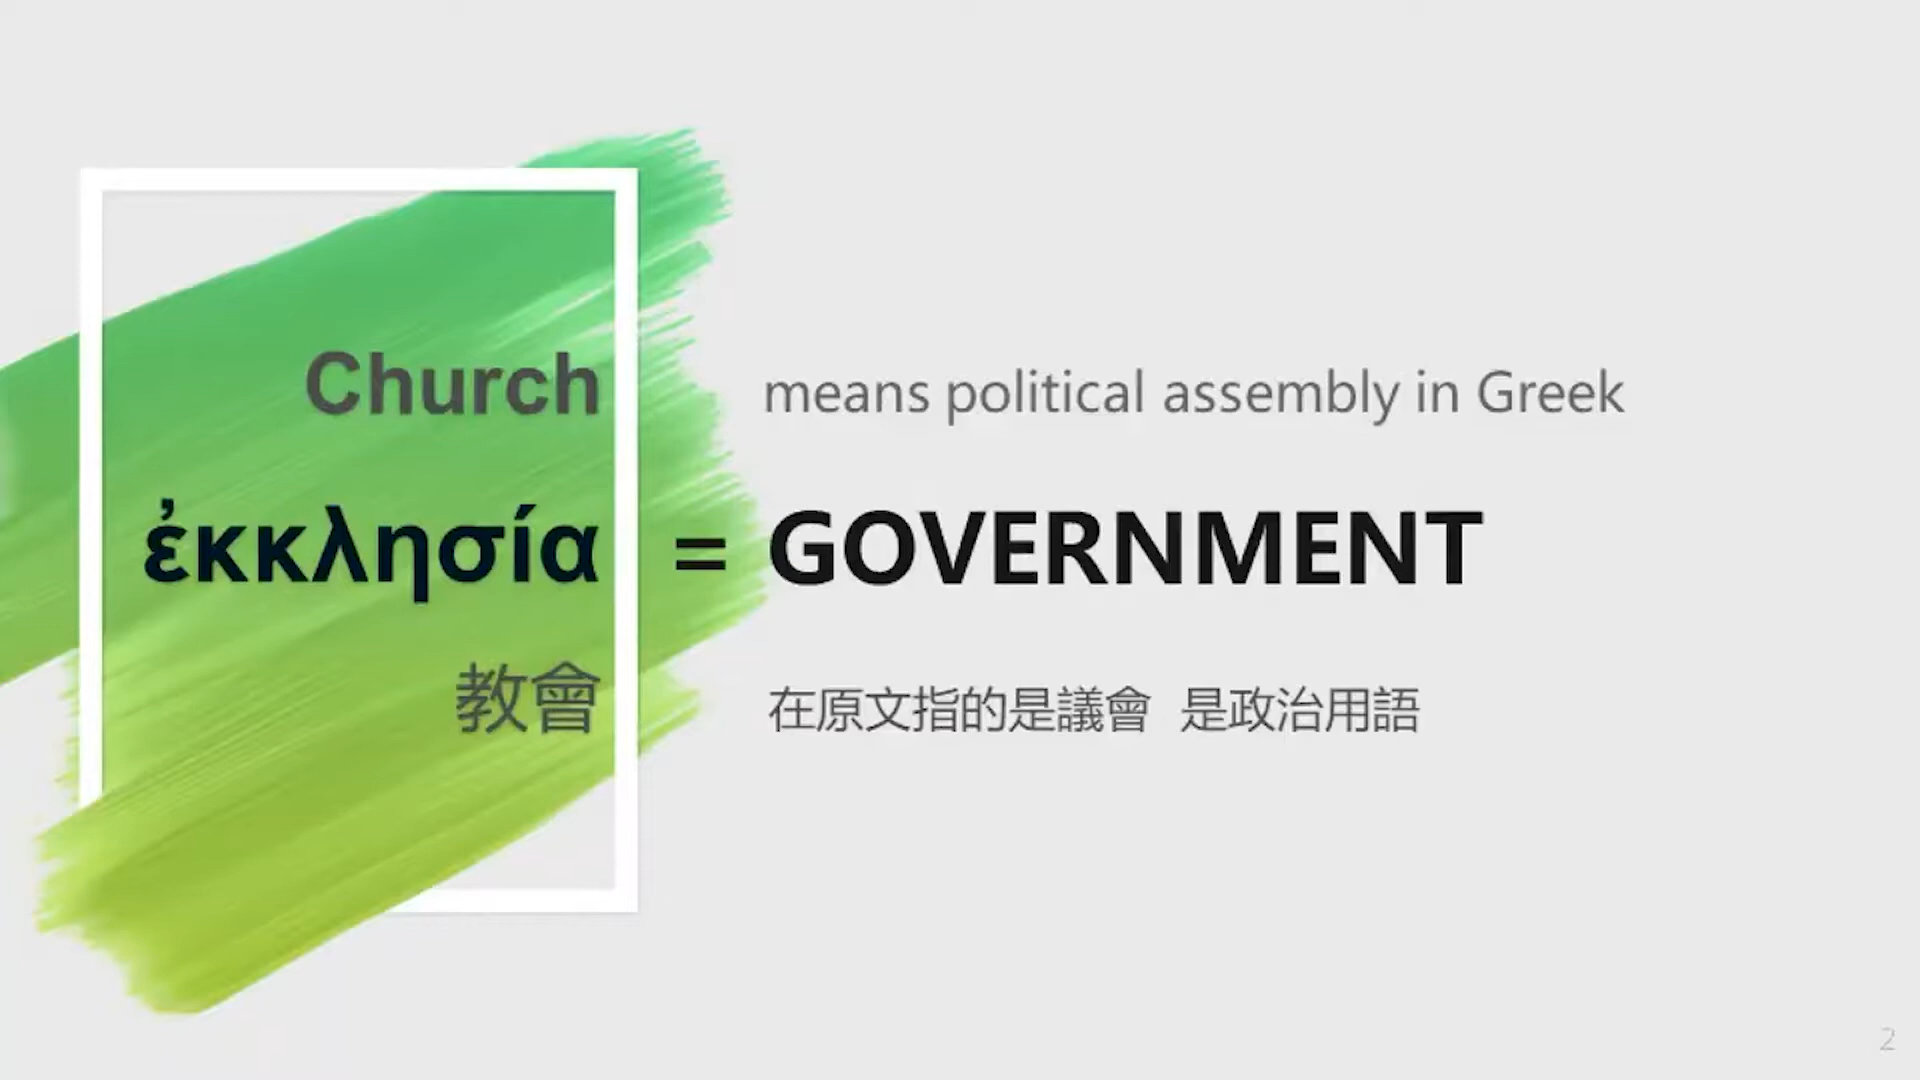 Church
means political assembly in Greek
ἐκκλησία = GOVERNMENT
教會
在原文指的是議會 是政治用語
2